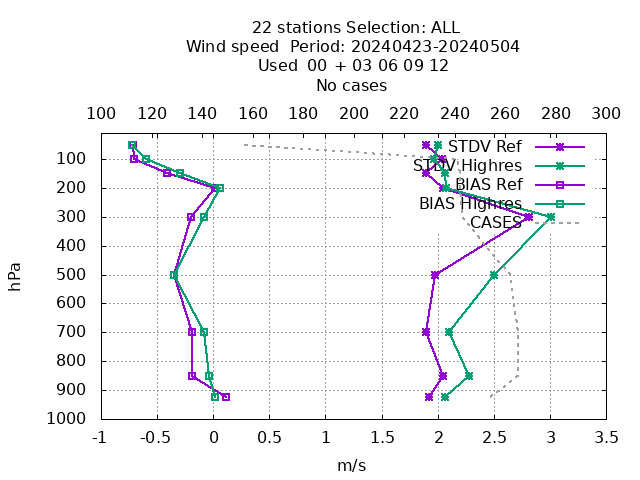 22 stations Selection: ALL
Wind speed  Period: 20240423-20240504
Used  00 + 03 06 09 12
No cases
100 120 140 160 180 200 220 240 260 280 300
STDV Ref
STDV Highres
BIAS Ref
BIAS Highres
CASES
100
200
300
400
500
600
700
800
900
1000
hPa
-1 -0.5 0 0.5 1 1.5 2 2.5 3 3.5
m/s